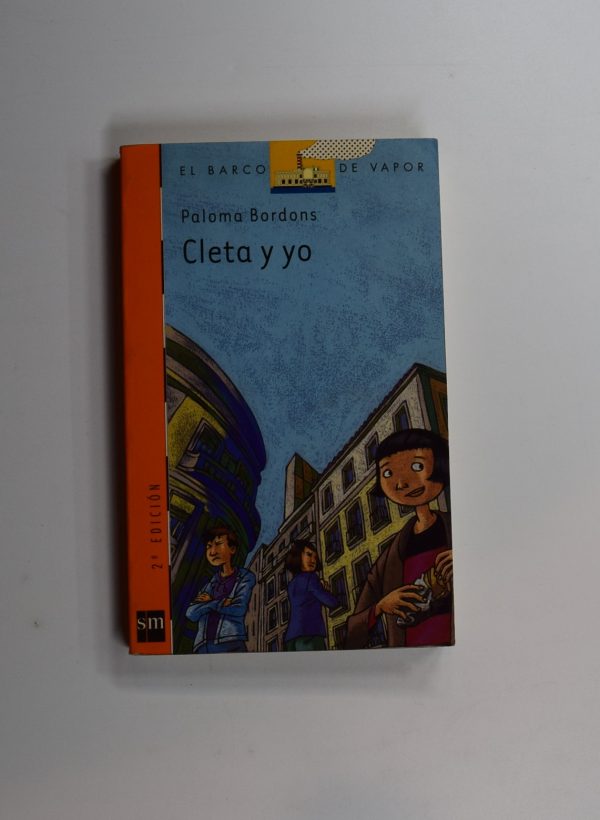 EL BARCO DE VAPOR
Paloma Bordons
Cleta y yo
2ª EDICIÓN
sm